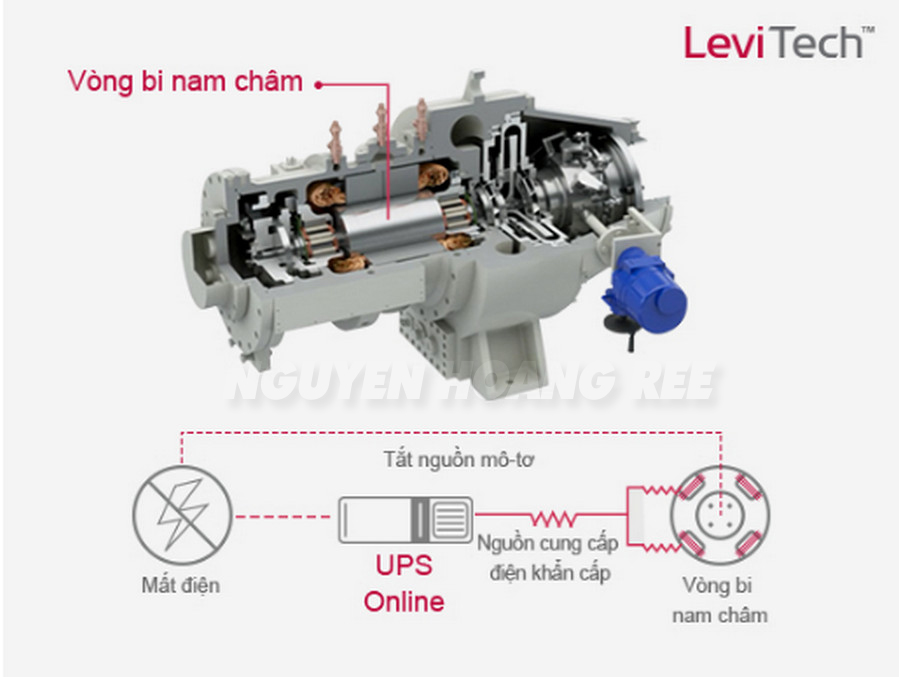 LeviTech™
Vòng bi nam châm
NGUYEN HOANG REE
Tắt nguồn mô-tơ
Mất điện
UPS
Online
Nguồn cung cấp
điện khẩn cấp
Vòng bi
nam châm